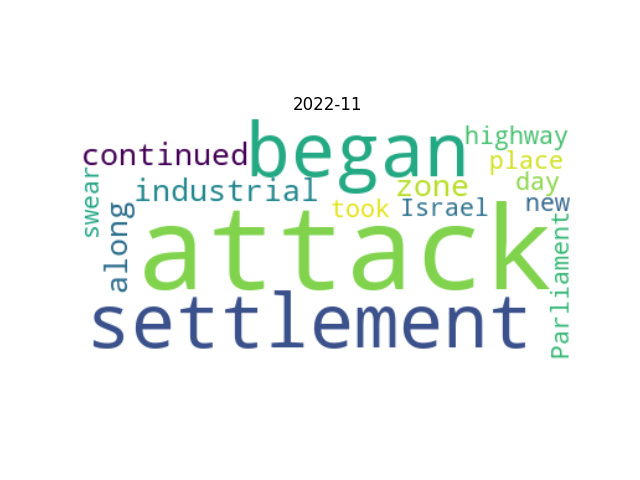 2022-11
began
highway
continued
place
industrial
zone
day
swear
along
took
Israel
new
attack
Parliament
settlement